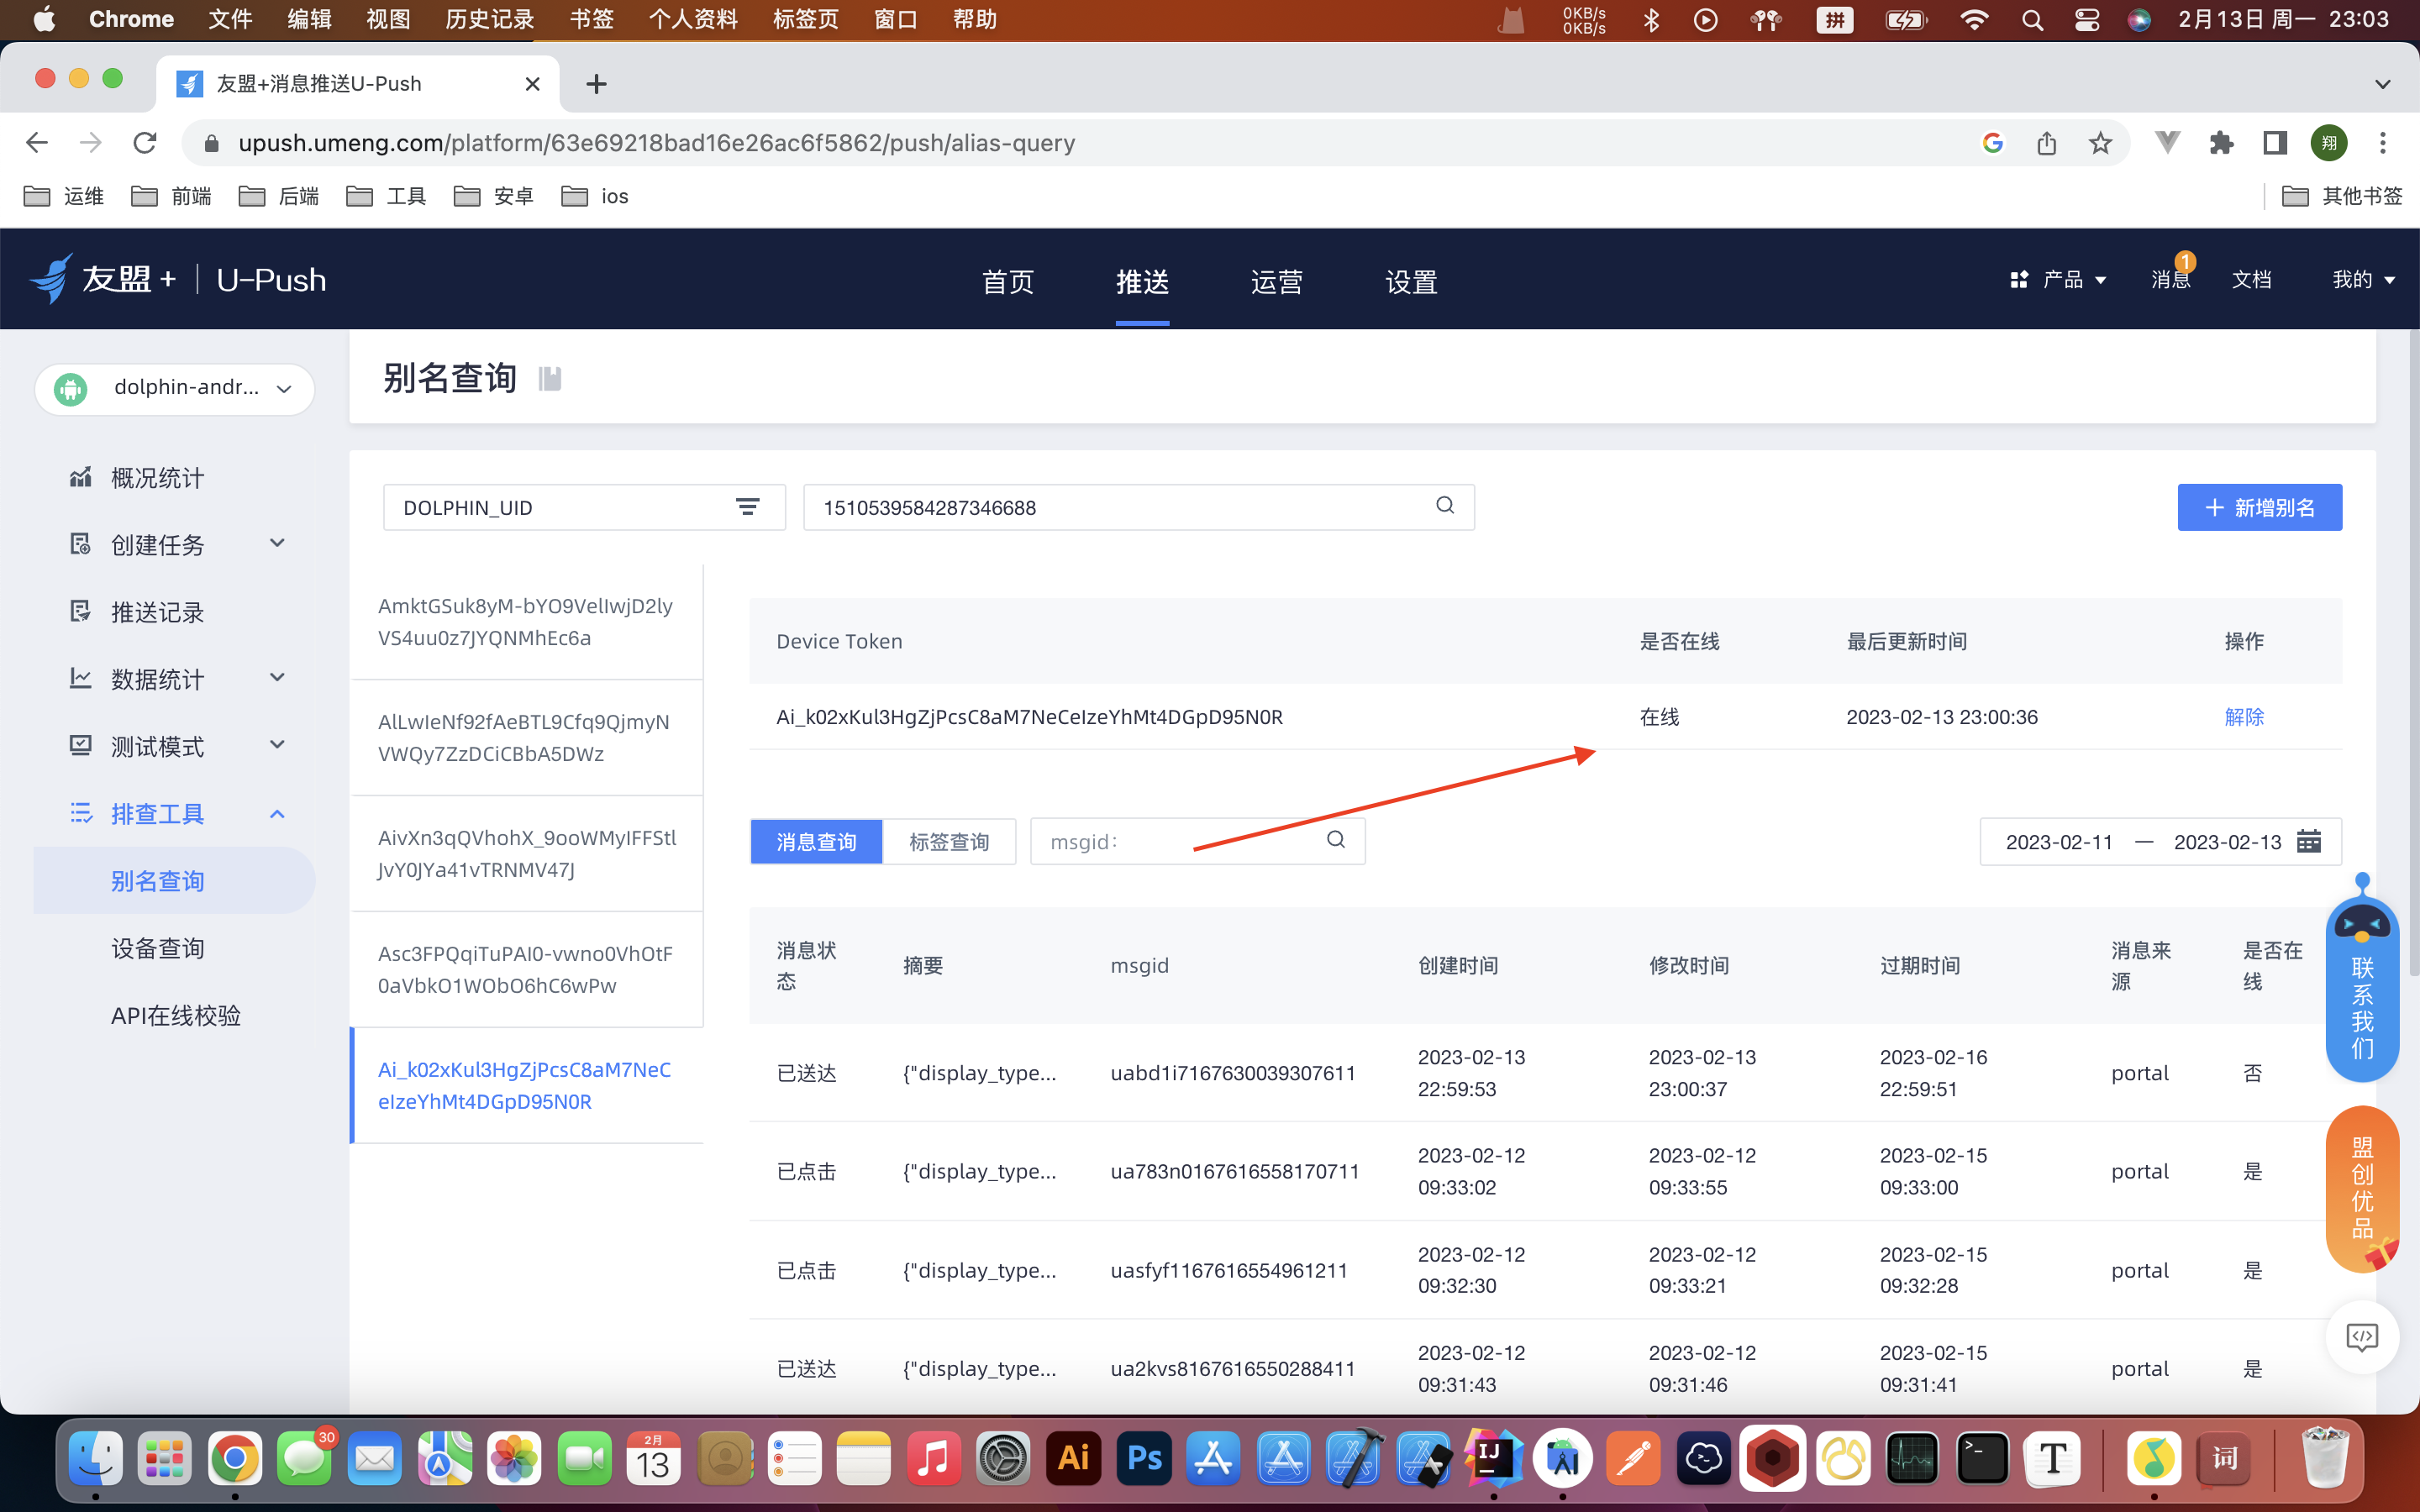 Chrome 文件 编辑 视图 历史记录 书签 个人资料 标签页 窗口 帮助 0KB/s 0KB/s 拼 2月13日 周一 23:03
友盟+消息推送U-Push
upush.umeng.com/platform/63e69218bad16e26ac6f5862/push/alias-query 翔
运维 前端 后端 工具 安卓 ios 其他书签
友盟+ U-Push 首页 推送 运营 设置 产品 消息 1 文档 我的
dolphin-andr...
概况统计
创建任务
推送记录
数据统计
测试模式
排查工具
别名查询
设备查询
API在线校验
别名查询
DOLPHIN_UID 1510539584287346688 新增别名
AmktGSuk8yM-bYO9VelIwjD2ly
VS4uu0z7JYQNMhEc6a
AlLwIeNf92fAeBTL9Cfq9QjmyN
VWQy7ZzDCiCBbA5DWz
AivXn3qQVhohX_9ooWMyIFFStl
JvY0JYa41vTRNMV47J
Asc3FPQqiTuPAI0-vwno0VhOtF
0aVbkO1WObO6hC6wPw
Ai_k02xKul3HgZjPcsC8aM7NeC
eIzeYhMt4DGpD95N0R
Device Token 是否在线 最后更新时间 操作
Ai_k02xKul3HgZjPcsC8aM7NeCeIzeYhMt4DGpD95N0R 在线 2023-02-13 23:00:36 解除
消息查询 标签查询 msgid: 2023-02-11 — 2023-02-13
消息状态 摘要 msgid 创建时间 修改时间 过期时间 消息来源 是否在线
已送达 {"display_type... uabd1i7167630039307611 2023-02-13 22:59:53 2023-02-13 23:00:37 2023-02-16 22:59:51 portal 否
已点击 {"display_type... ua783n0167616558170711 2023-02-12 09:33:02 2023-02-12 09:33:55 2023-02-15 09:33:00 portal 是
已点击 {"display_type... uasfyf1167616554961211 2023-02-12 09:32:30 2023-02-12 09:33:21 2023-02-15 09:32:28 portal 是
已送达 {"display_type... ua2kvs8167616550288411 2023-02-12 09:31:43 2023-02-12 09:31:46 2023-02-15 09:31:41 portal 是
联系我们
盟创优品
30 2月 13 Ai Ps IJ T 词